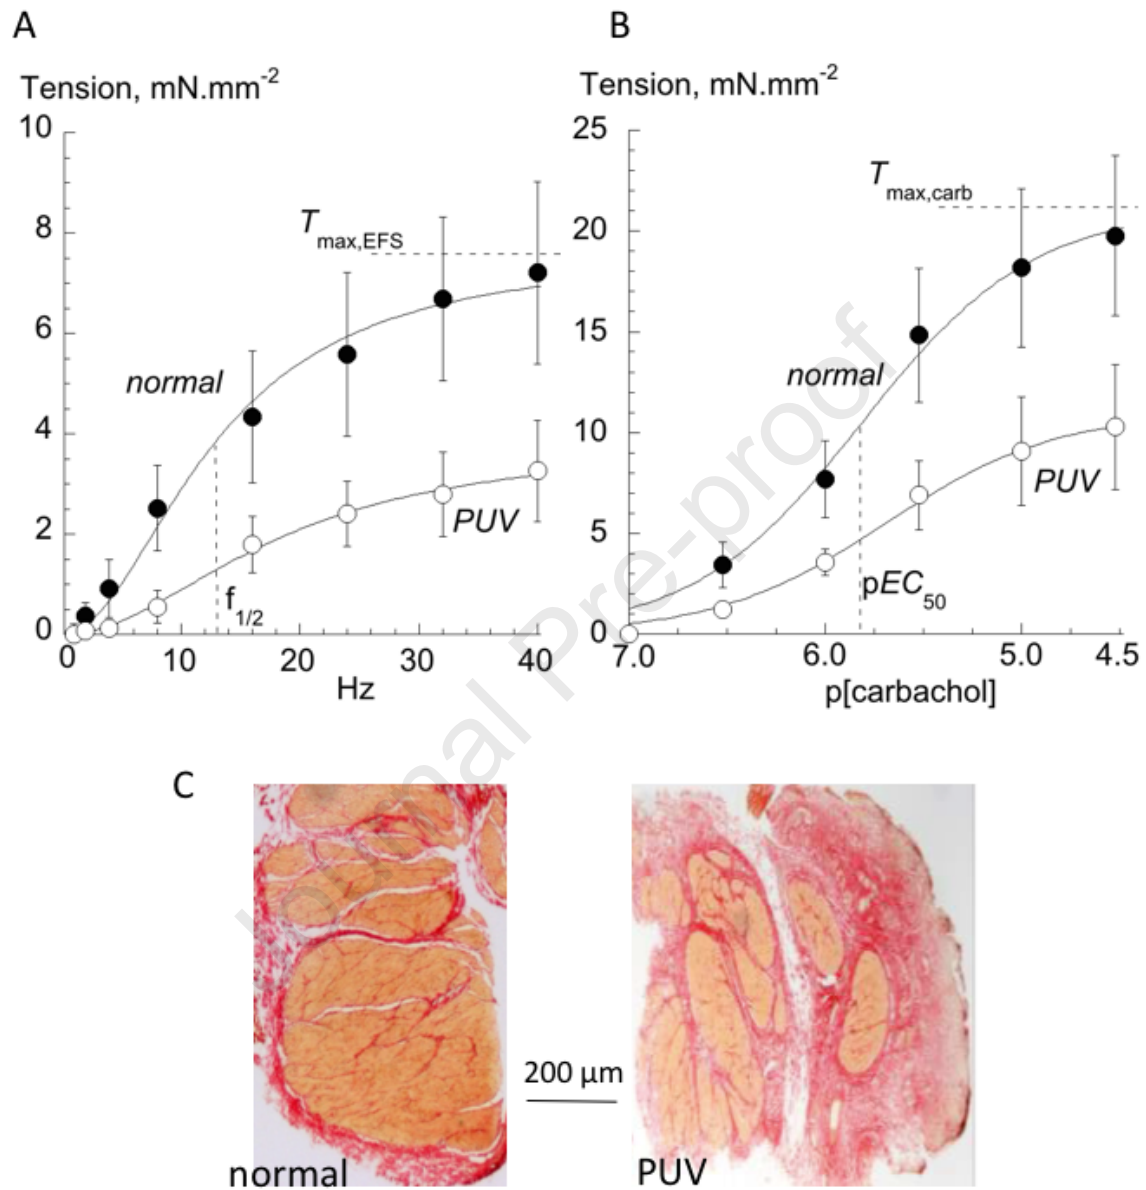 A
B
Tension, mN.mm-2
Tension, mN.mm-2
10
8
6
4
2
0
Tmax,EFS
normal
PUV
f1/2
0 10 20 30 40
Hz
25
20
15
10
5
0
Tmax,carb
normal
PUV
pEC50
7.0 6.0 5.0 4.5
p[carbachol]
Journal Pre-proof
C
200 µm
normal
PUV